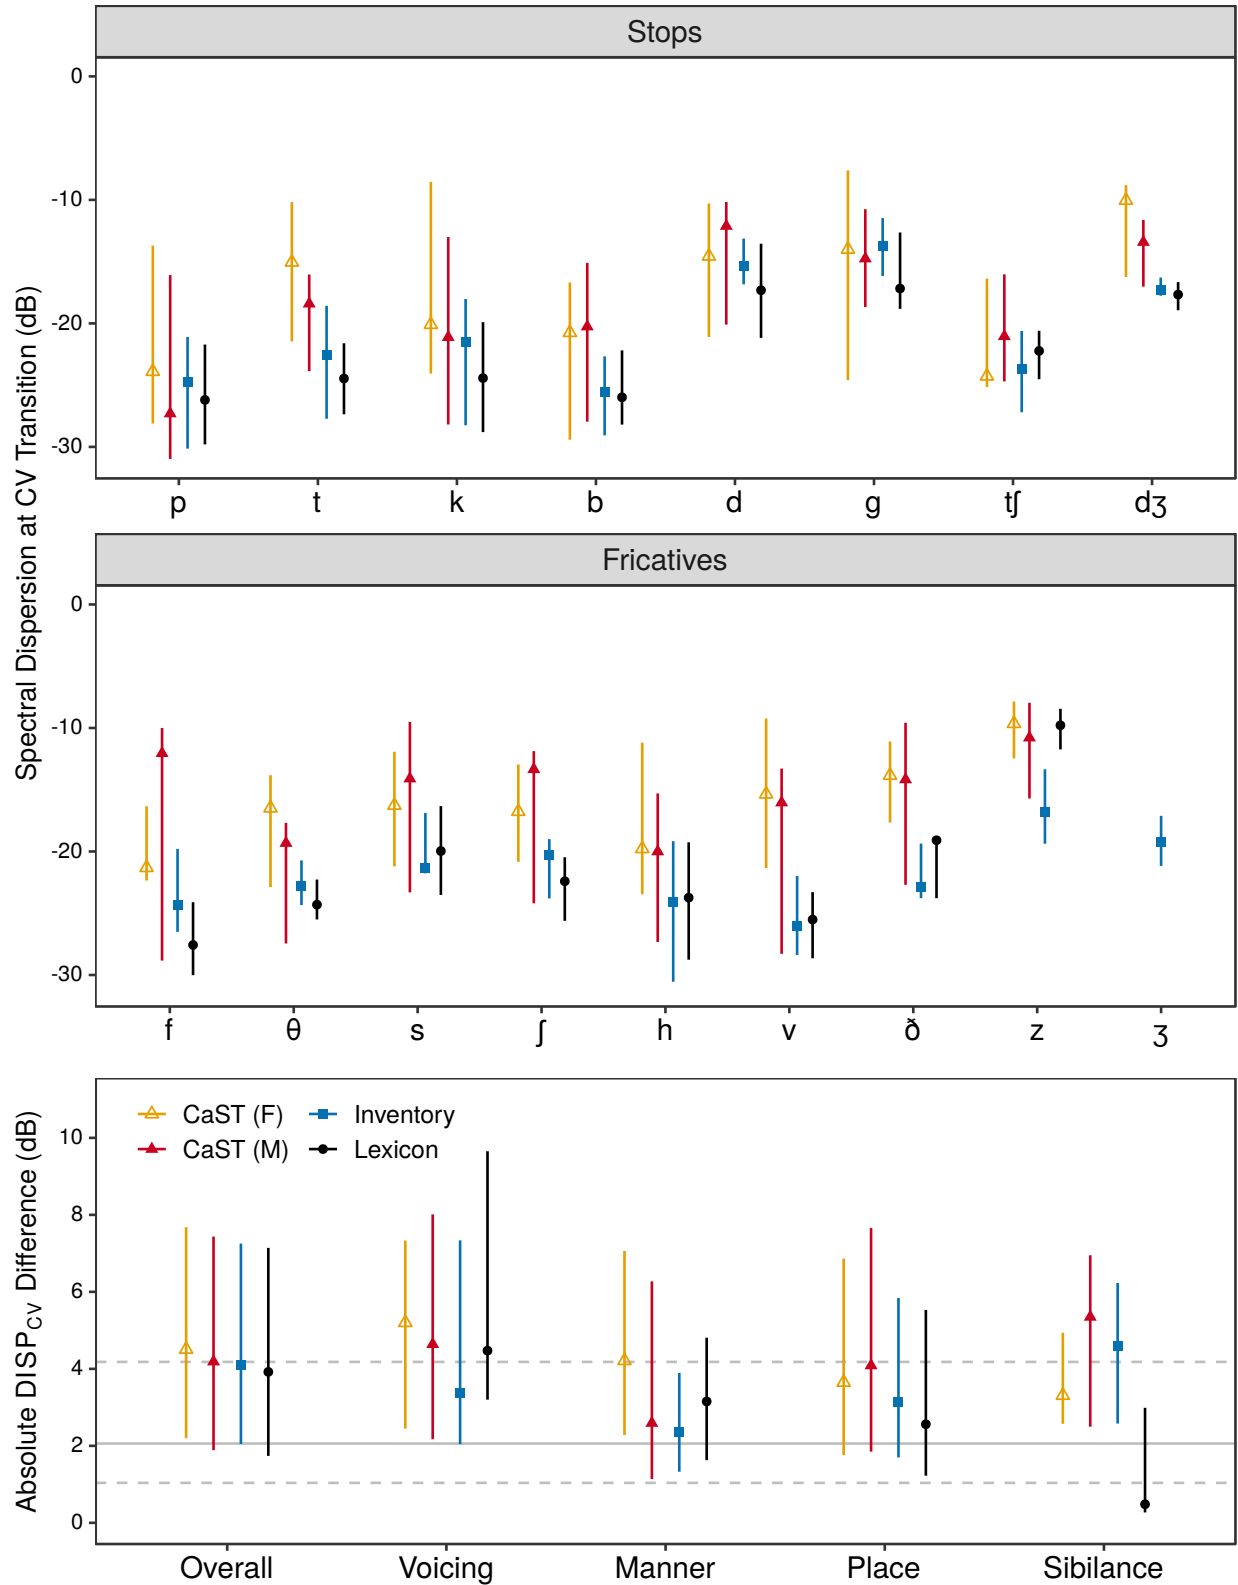 Stops
Spectral Dispersion at CV Transition (dB)
0
-10
-20
-30
p t k b d g tʃ dʒ
Fricatives
0
-10
-20
-30
f θ s ʃ h v ð z ʒ
Absolute DISP_CV Difference (dB)
CaST (F) Inventory
CaST (M) Lexicon
10
8
6
4
2
0
Overall Voicing Manner Place Sibilance